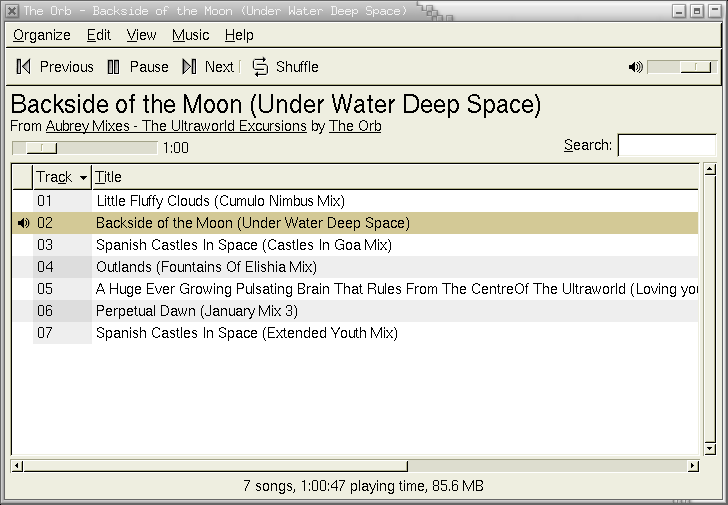 The Orb - Backside of the Moon (Under Water Deep Space)
Organize Edit View Music Help
Previous Pause Next Shuffle
Backside of the Moon (Under Water Deep Space)
From Aubrey Mixes - The Ultraworld Excursions by The Orb
1:00 Search:
Track Title
01 Little Fluffy Clouds (Cumulo Nimbus Mix)
02 Backside of the Moon (Under Water Deep Space)
03 Spanish Castles In Space (Castles In Goa Mix)
04 Outlands (Fountains Of Elishia Mix)
05 A Huge Ever Growing Pulsating Brain That Rules From The CentreOf The Ultraworld (Loving you
06 Perpetual Dawn (January Mix 3)
07 Spanish Castles In Space (Extended Youth Mix)
7 songs, 1:00:47 playing time, 85.6 MB